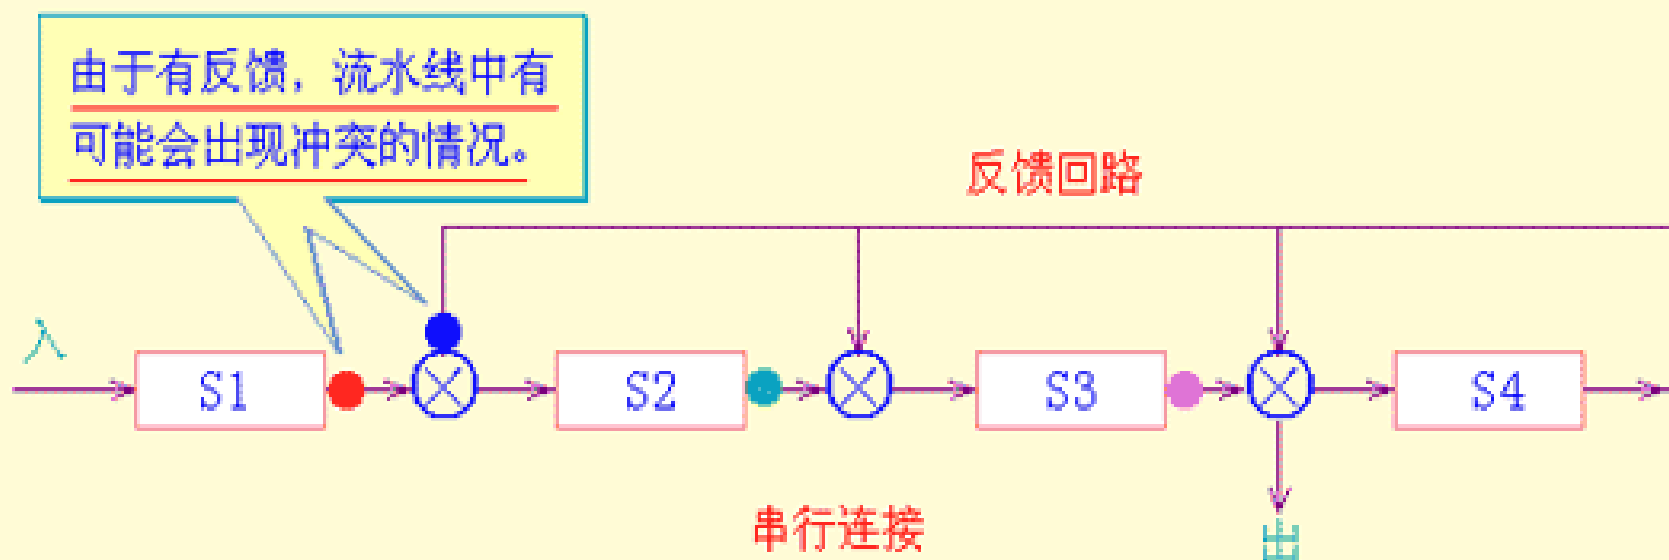 由于有反馈，流水线中有
可能会出现冲突的情况。
反馈回路
入
S1
S2
S3
S4
串行连接
出